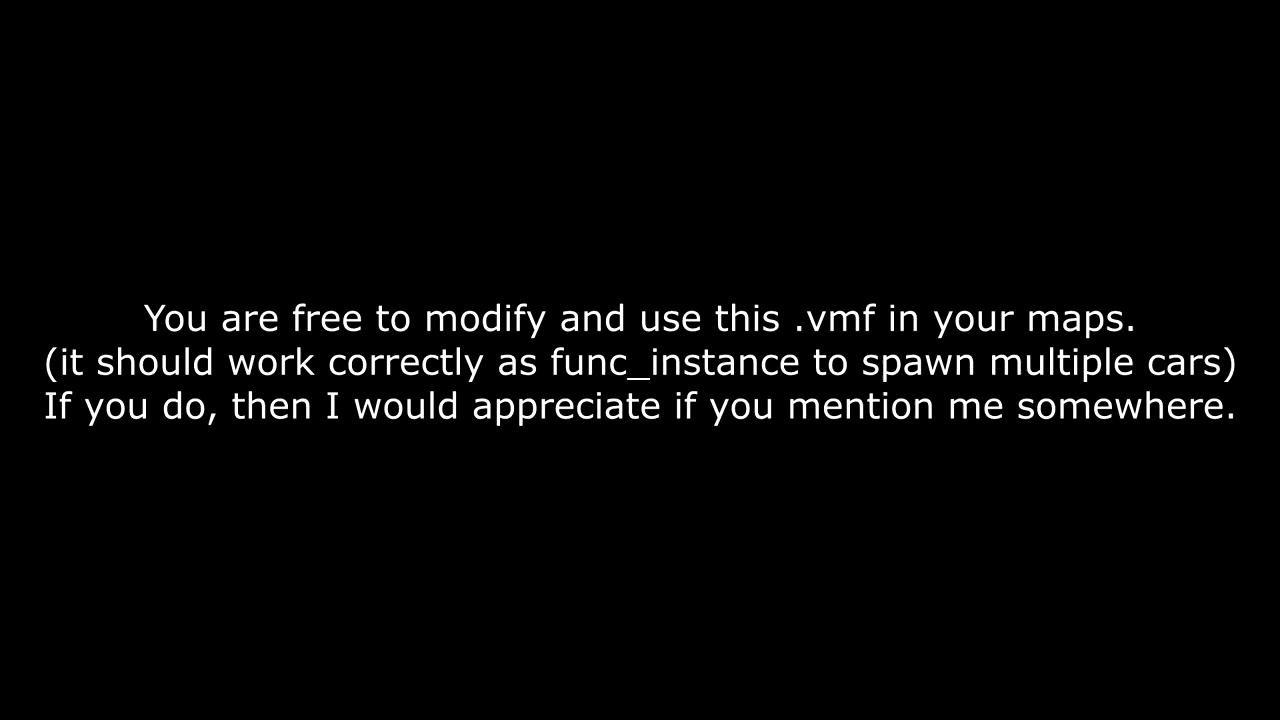 You are free to modify and use this .vmf in your maps.
(it should work correctly as func_instance to spawn multiple cars)
If you do, then I would appreciate if you mention me somewhere.